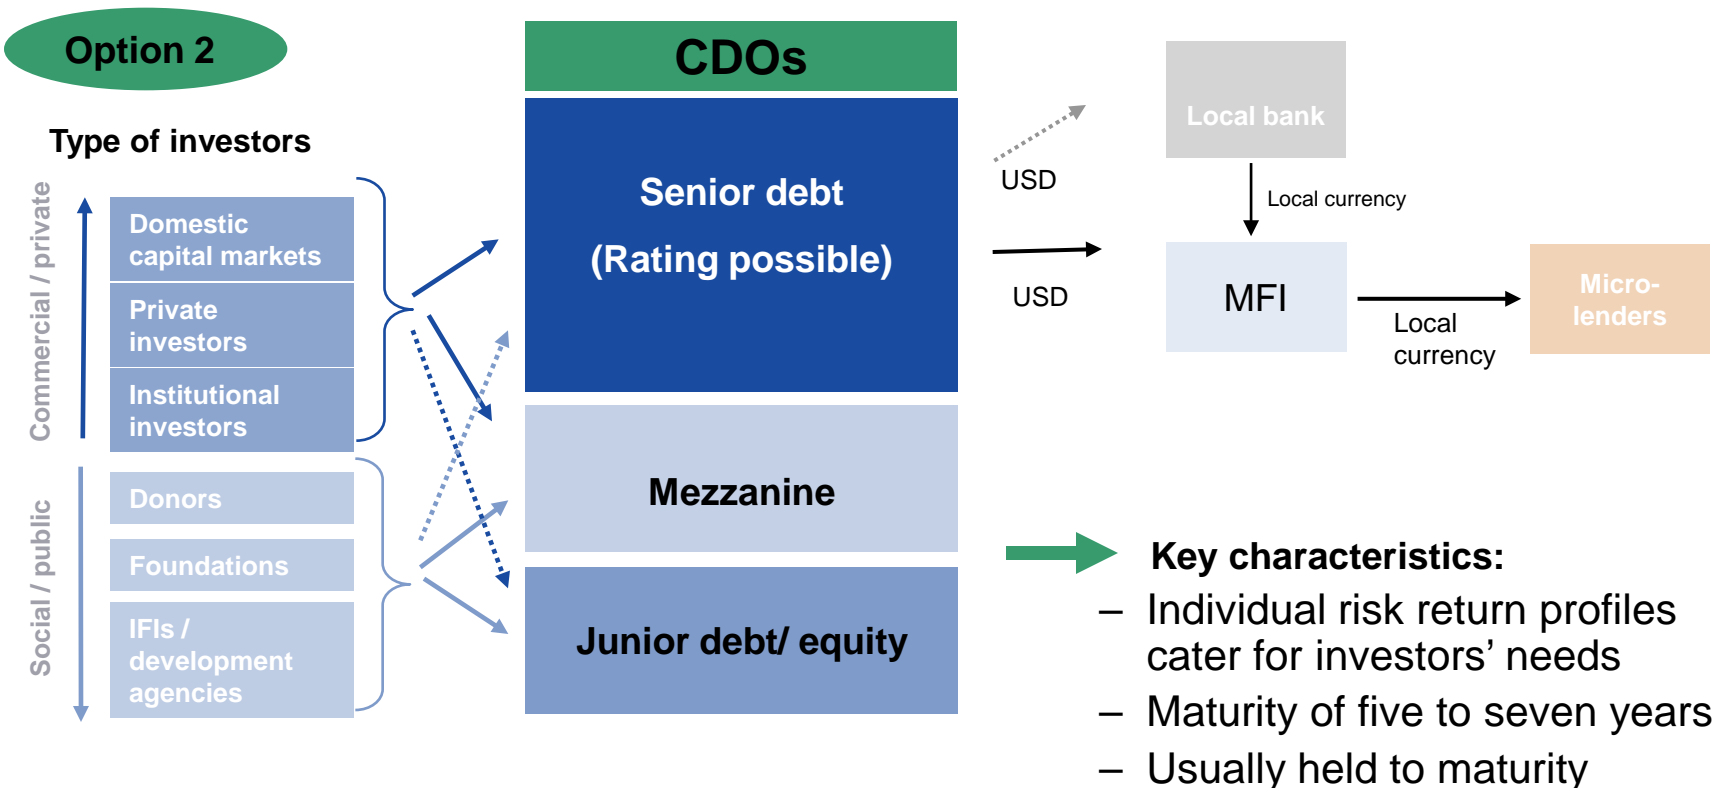 Option 2
CDOs
Type of investors
Commercial / private
Domestic
capital markets
Private
investors
Institutional
investors
Social / public
Donors
Foundations
IFIs /
development
agencies
Senior debt
(Rating possible)
Mezzanine
Junior debt/ equity
USD
USD
Local bank
Local currency
MFI
Local
currency
Micro-
lenders
Key characteristics:
– Individual risk return profiles
cater for investors’ needs
– Maturity of five to seven years
– Usually held to maturity